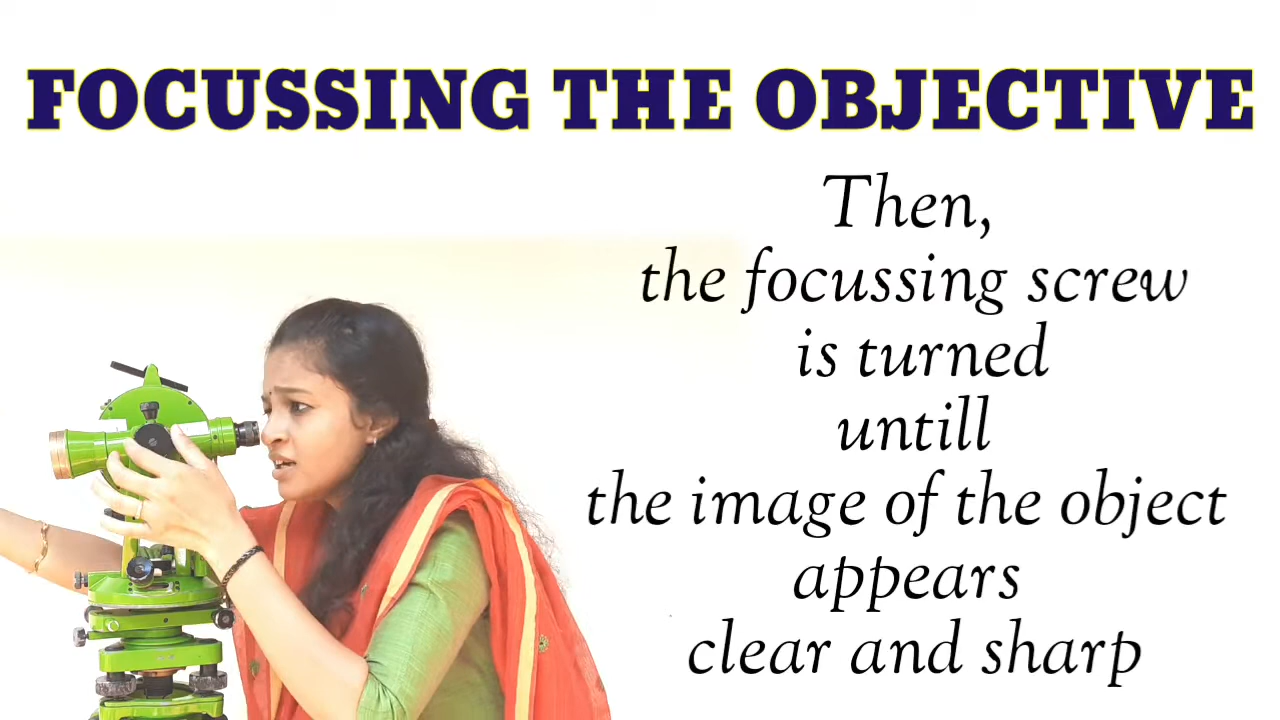 FOCUSSING THE OBJECTIVE
Then,
the focussing screw
is turned
untill
the image of the object
appears
clear and sharp